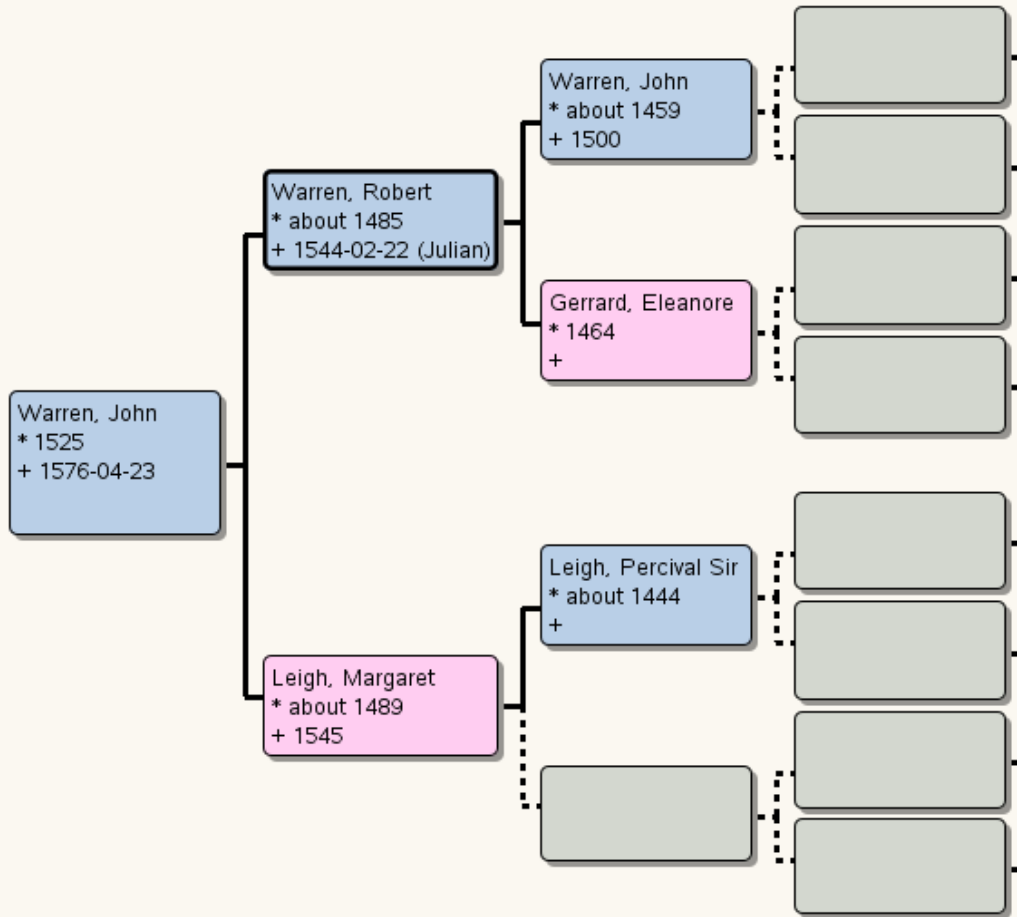 Warren, John
* about 1459
+ 1500
Warren, Robert
* about 1485
+ 1544-02-22 (Julian)
Gerrard, Eleanore
* 1464
+
Warren, John
* 1525
+ 1576-04-23
Leigh, Percival Sir
* about 1444
+
Leigh, Margaret
* about 1489
+ 1545